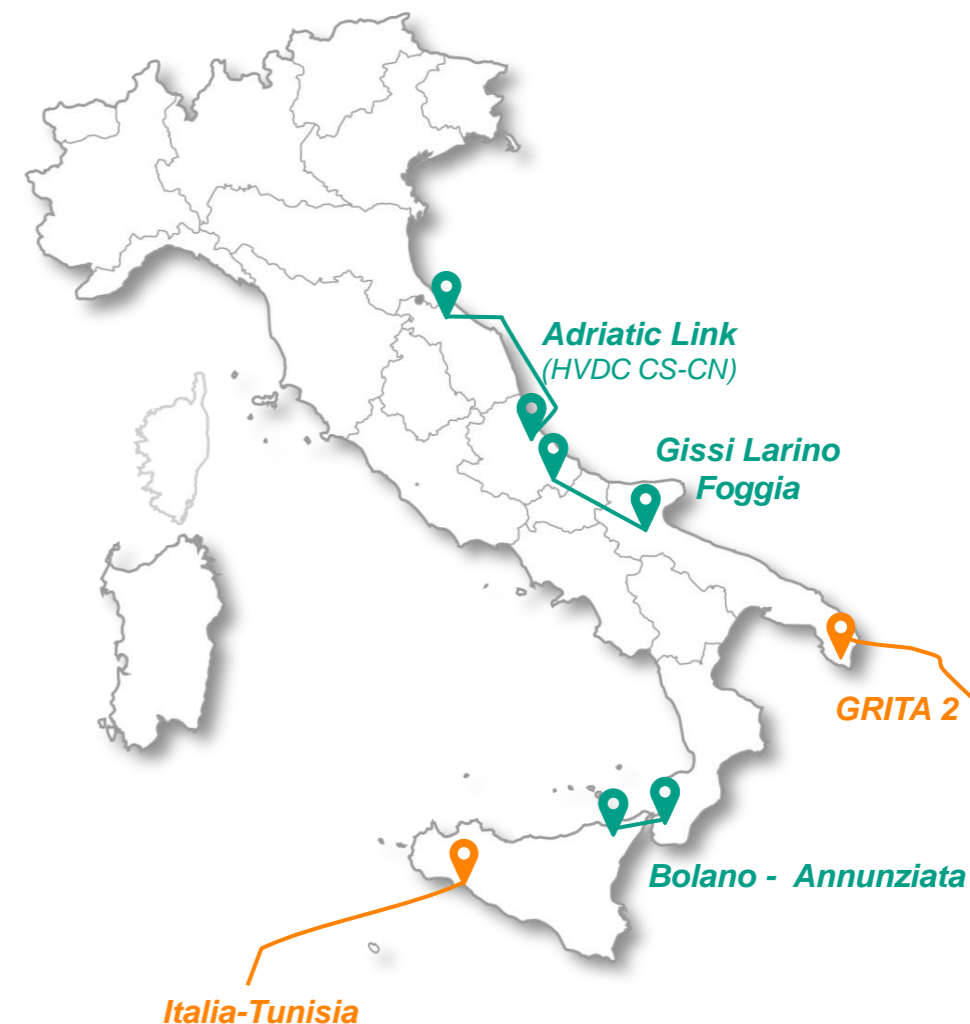 Adriatic Link
(HVDC CS-CN)
Gissi Larino
Foggia
GRITA 2
Bolano - Annunziata
Italia-Tunisia